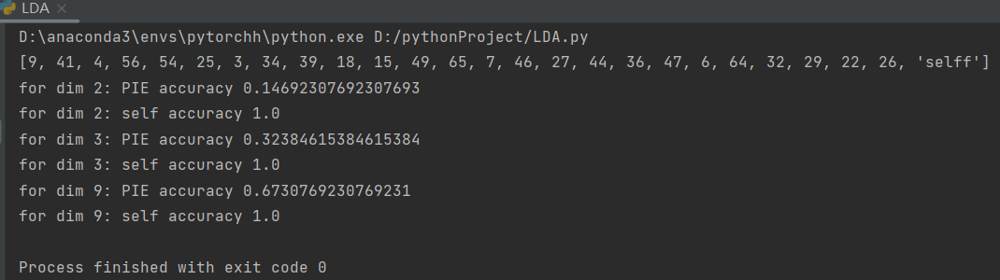 LDA
D:\anaconda3\envs\pytorchh\python.exe D:/pythonProject/LDA.py
[9, 41, 4, 56, 54, 25, 3, 34, 39, 18, 15, 49, 65, 7, 46, 27, 44, 36, 47, 6, 64, 32, 29, 22, 26, 'selff']
for dim 2: PIE accuracy 0.14692307692307693
for dim 2: self accuracy 1.0
for dim 3: PIE accuracy 0.32384615384615384
for dim 3: self accuracy 1.0
for dim 9: PIE accuracy 0.6730769230769231
for dim 9: self accuracy 1.0
Process finished with exit code 0